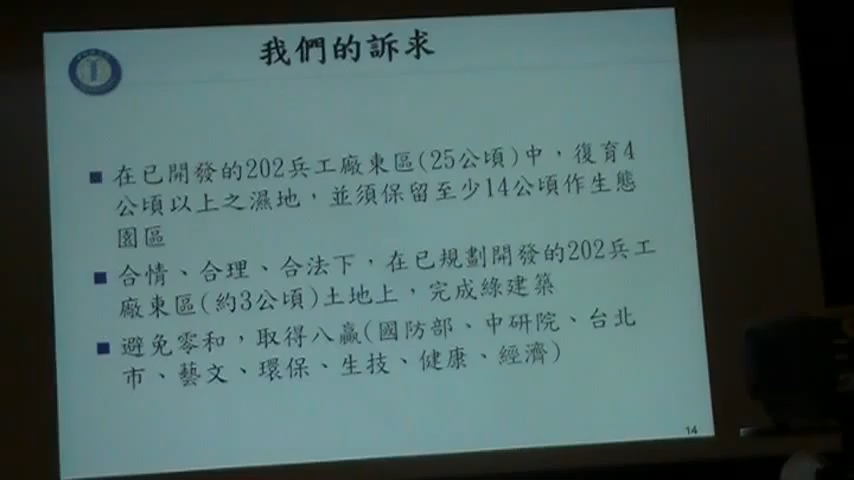 我們的訴求
在已開發的202兵工廠東區(25公頃)中，復育4
公頃以上之濕地，並須保留至少14公頃作生態
園區
合情、合理、合法下，在已規劃開發的202兵工
廠東區(約3公頃)土地上，完成綠建築
避免零和，取得八贏(國防部、中研院、台北
市、藝文、環保、生技、健康、經濟)
14